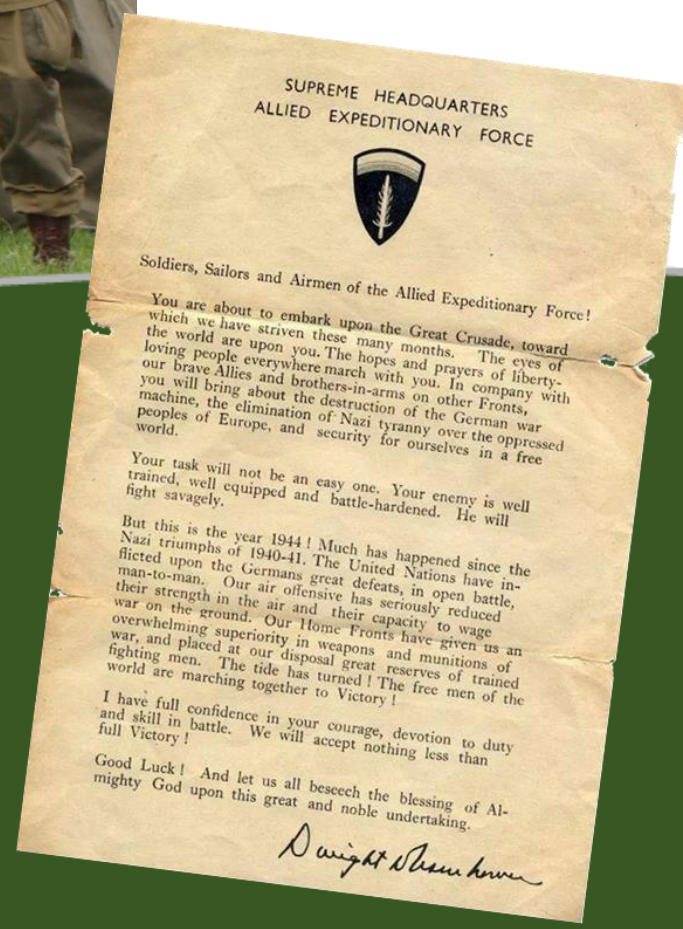 SUPREME HEADQUARTERS
ALLIED EXPEDITIONARY FORCE
Soldiers, Sailors and Airmen of the Allied Expeditionary Force!
You are about to embark upon the Great Crusade, toward
which we have striven these many months. The eyes of
the world are upon you. The hopes and prayers of liberty-
loving people everywhere march with you. In company with
our brave Allies and brothers-in-arms on other Fronts,
you will bring about the destruction of the German war
machine, the elimination of Nazi tyranny over the oppressed
peoples of Europe, and security for ourselves in a free
world.
Your task will not be an easy one. Your enemy is well
trained, well equipped and battle-hardened. He will
fight savagely.
But this is the year 1944 ! Much has happened since the
Nazi triumphs of 1940-41. The United Nations have in-
flicted upon the Germans great defeats, in open battle,
man-to-man. Our air offensive has seriously reduced
their strength in the air and their capacity to wage
war on the ground. Our Home Fronts have given us an
overwhelming superiority in weapons and munitions of
war, and placed at our disposal great reserves of trained
fighting men. The tide has turned ! The free men of the
world are marching together to Victory !
I have full confidence in your courage, devotion to duty
and skill in battle. We will accept nothing less than
full Victory !
Good Luck ! And let us all beseech the blessing of Al-
mighty God upon this great and noble undertaking.
Dwight D Eisenhower